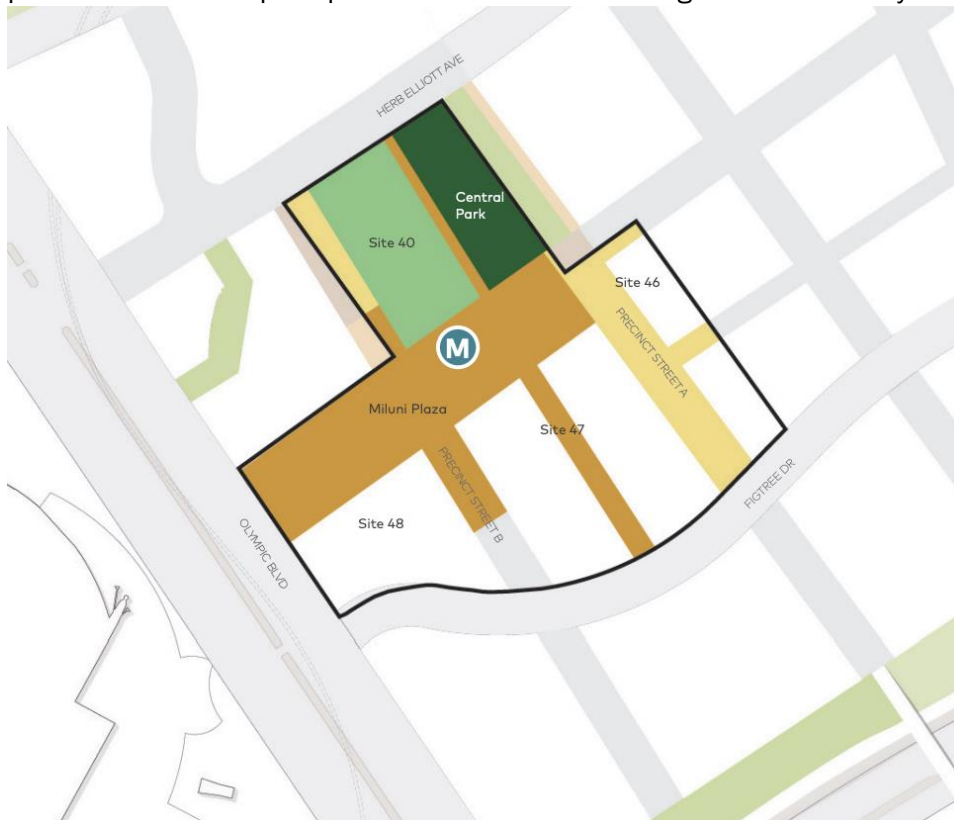 HERB ELLIOTT AVE
Central
Park
Site 40
Site 46
PRECINCT STREET A
M
Miluni Plaza
Site 47
PRECINCT STREET B
FIGTREE DR
Site 48
OLYMPIC BLVD